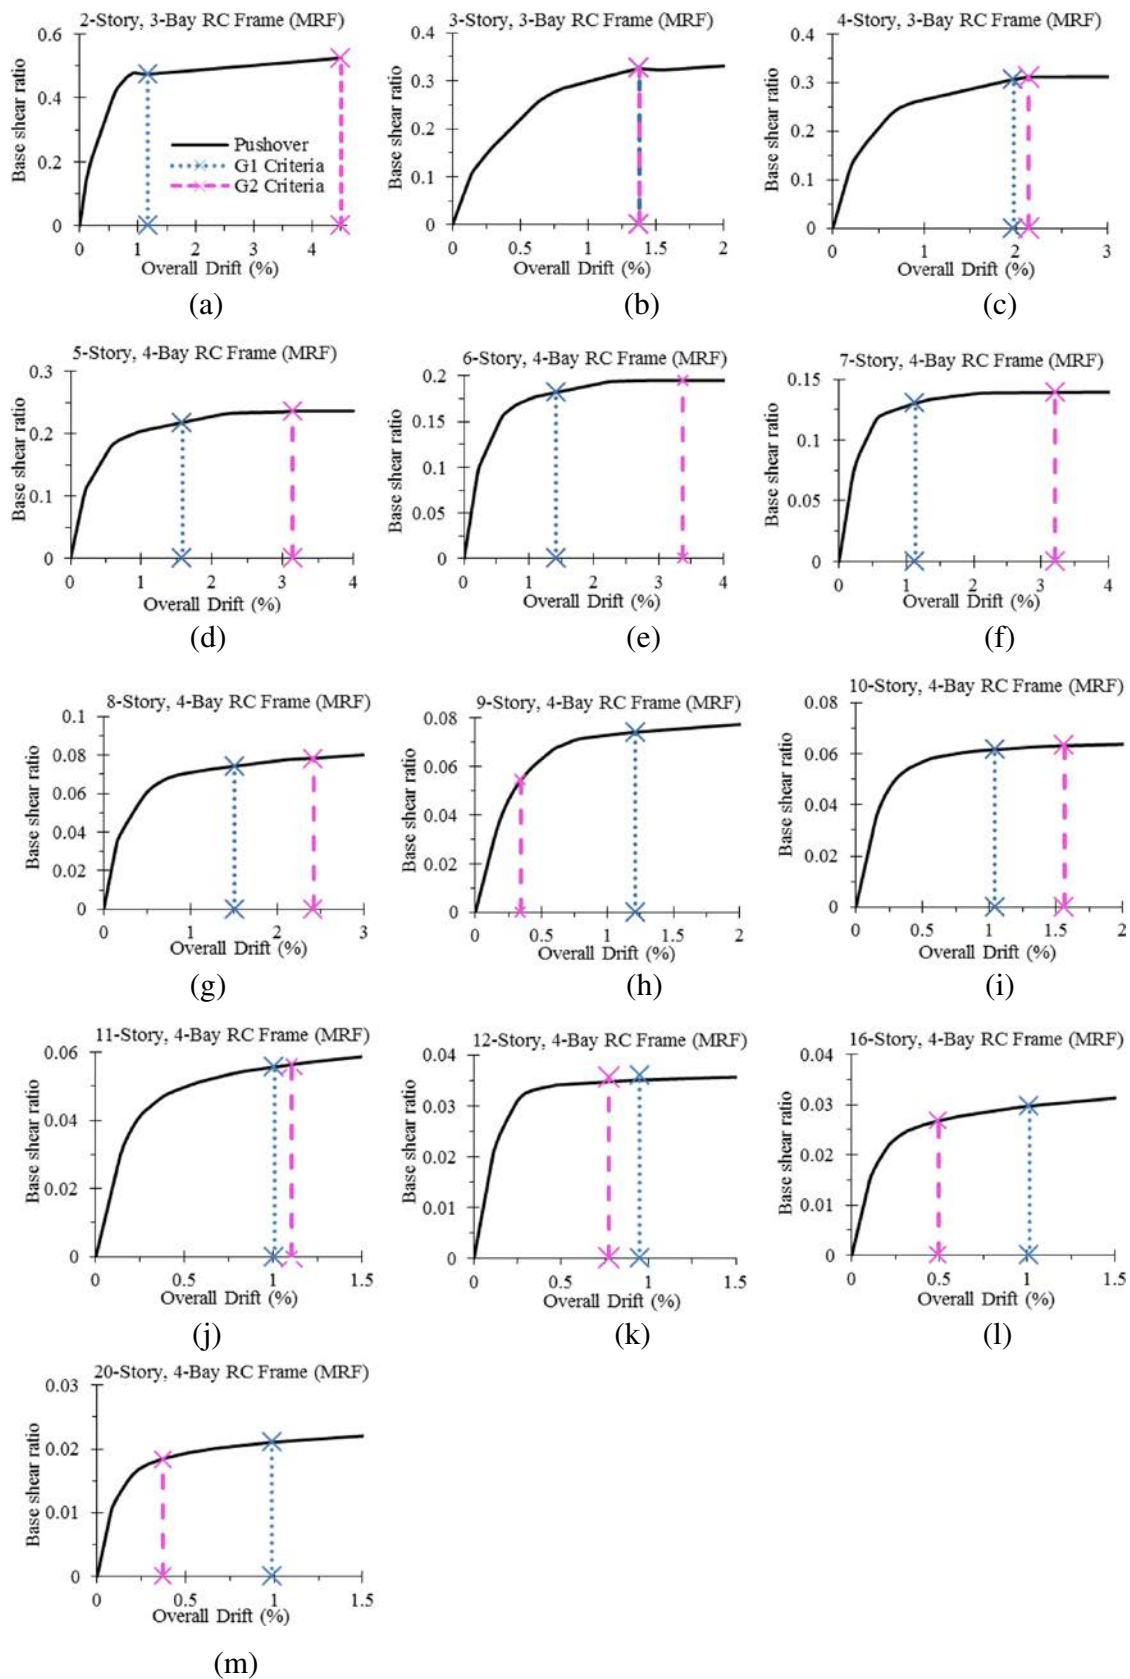 2-Story, 3-Bay RC Frame (MRF)
0.6
0.4
0.2
0
Base shear ratio
Pushover
G1 Criteria
G2 Criteria
0 1 2 3 4
Overall Drift (%)
(a)
3-Story, 3-Bay RC Frame (MRF)
0.4
0.3
0.2
0.1
0
Base shear ratio
0 0.5 1 1.5 2
Overall Drift (%)
(b)
4-Story, 3-Bay RC Frame (MRF)
0.4
0.3
0.2
0.1
0
Base shear ratio
0 1 2 3
Overall Drift (%)
(c)
5-Story, 4-Bay RC Frame (MRF)
0.3
0.2
0.1
0
Base shear ratio
0 1 2 3 4
Overall Drift (%)
(d)
6-Story, 4-Bay RC Frame (MRF)
0.2
0.15
0.1
0.05
0
Base shear ratio
0 1 2 3 4
Overall Drift (%)
(e)
7-Story, 4-Bay RC Frame (MRF)
0.15
0.1
0.05
0
Base shear ratio
0 1 2 3 4
Overall Drift (%)
(f)
8-Story, 4-Bay RC Frame (MRF)
0.1
0.08
0.06
0.04
0.02
0
Base shear ratio
0 1 2 3
Overall Drift (%)
(g)
9-Story, 4-Bay RC Frame (MRF)
0.08
0.06
0.04
0.02
0
Base shear ratio
0 0.5 1 1.5 2
Overall Drift (%)
(h)
10-Story, 4-Bay RC Frame (MRF)
0.08
0.06
0.04
0.02
0
Base shear ratio
0 0.5 1 1.5 2
Overall Drift (%)
(i)
11-Story, 4-Bay RC Frame (MRF)
0.06
0.04
0.02
0
Base shear ratio
0 0.5 1 1.5
Overall Drift (%)
(j)
12-Story, 4-Bay RC Frame (MRF)
0.04
0.03
0.02
0.01
0
Base shear ratio
0 0.5 1 1.5
Overall Drift (%)
(k)
16-Story, 4-Bay RC Frame (MRF)
0.04
0.03
0.02
0.01
0
Base shear ratio
0 0.5 1 1.5
Overall Drift (%)
(l)
20-Story, 4-Bay RC Frame (MRF)
0.03
0.02
0.01
0
Base shear ratio
0 0.5 1 1.5
Overall Drift (%)
(m)